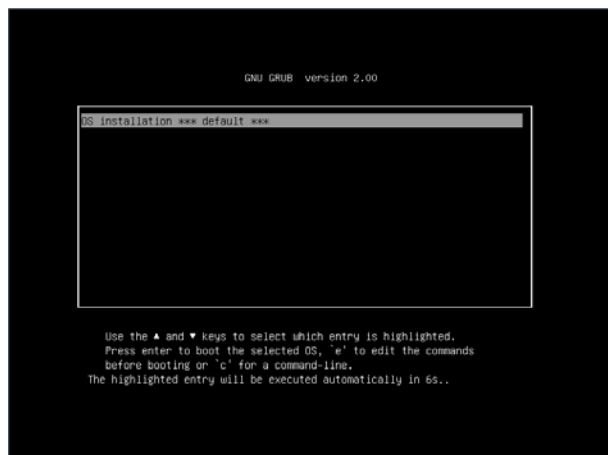 GNU GRUB  version 2.00
OS installation *** default ***
Use the ▲ and ▼ keys to select which entry is highlighted.
Press enter to boot the selected OS, `e' to edit the commands
before booting or `c' for a command-line.
The highlighted entry will be executed automatically in 6s..